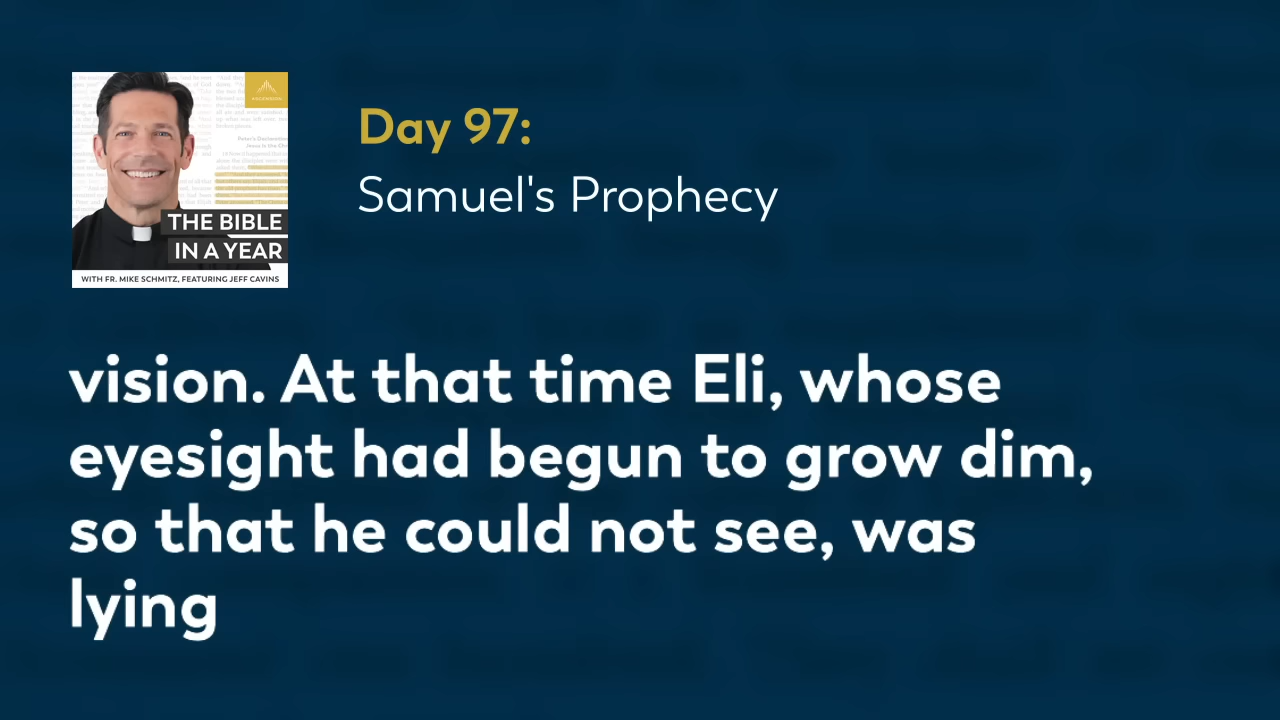 Day 97:
Samuel's Prophecy
THE BIBLE
IN A YEAR
WITH FR. MIKE SCHMITZ, FEATURING JEFF CAVINS
vision. At that time Eli, whose
eyesight had begun to grow dim,
so that he could not see, was
lying